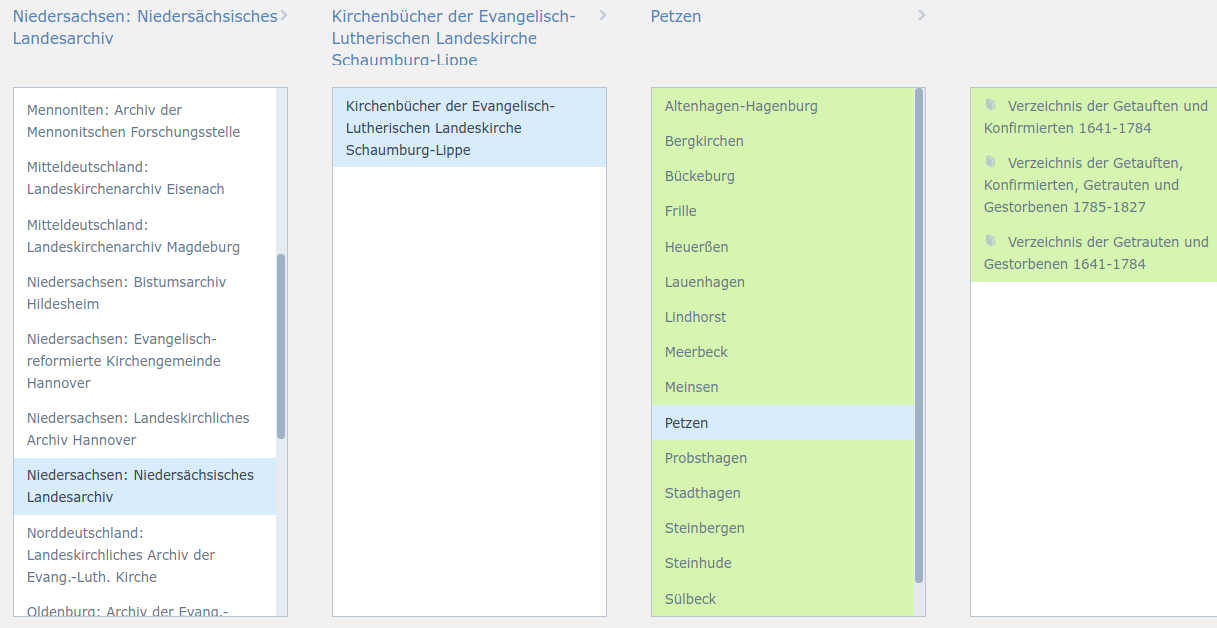 Niedersachsen: Niedersächsisches
Landesarchiv
Kirchenbücher der Evangelisch-
Lutherischen Landeskirche
Schaumburg-Lippe
Petzen
Mennoniten: Archiv der
Mennonitschen Forschungsstelle
Mitteldeutschland:
Landeskirchenarchiv Eisenach
Mitteldeutschland:
Landeskirchenarchiv Magdeburg
Niedersachsen: Bistumsarchiv
Hildesheim
Niedersachsen: Evangelisch-
reformierte Kirchengemeinde
Hannover
Niedersachsen: Landeskirchliches
Archiv Hannover
Niedersachsen: Niedersächsisches
Landesarchiv
Norddeutschland:
Landeskirchliches Archiv der
Evang.-Luth. Kirche
Oldenburg: Archiv der Evang.-
Kirchenbücher der Evangelisch-
Lutherischen Landeskirche
Schaumburg-Lippe
Altenhagen-Hagenburg
Bergkirchen
Bückeburg
Frille
Heuerßen
Lauenhagen
Lindhorst
Meerbeck
Meinsen
Petzen
Probsthagen
Stadthagen
Steinbergen
Steinhude
Sülbeck
Verzeichnis der Getauften und
Konfirmierten 1641-1784
Verzeichnis der Getauften,
Konfirmierten, Getrauten und
Gestorbenen 1785-1827
Verzeichnis der Getrauten und
Gestorbenen 1641-1784